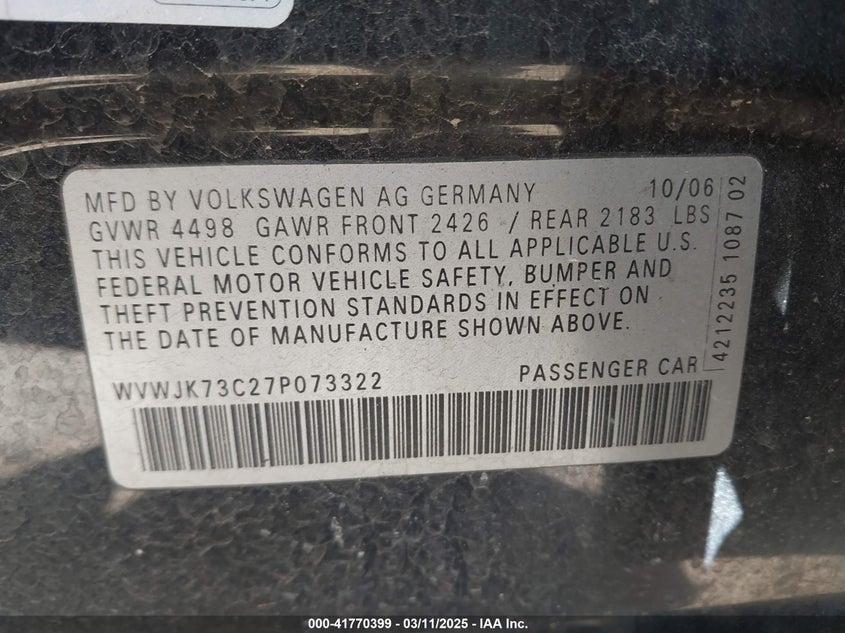 MFD BY VOLKSWAGEN AG GERMANY 10/06
GVWR 4498 GAWR FRONT 2426 / REAR 2183 LBS
THIS VEHICLE CONFORMS TO ALL APPLICABLE U.S.
FEDERAL MOTOR VEHICLE SAFETY, BUMPER AND
THEFT PREVENTION STANDARDS IN EFFECT ON
THE DATE OF MANUFACTURE SHOWN ABOVE.
WVWJK73C27P073322 PASSENGER CAR
4212235 1087 02
000-41770399 - 03/11/2025 - IAA Inc.